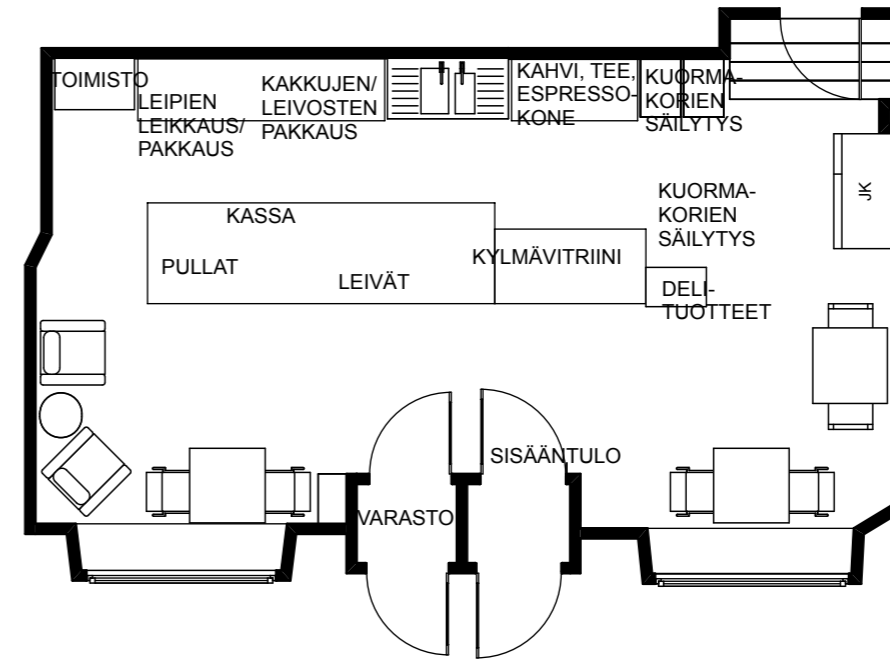 TOIMISTO
LEIPIEN
LEIKKAUS/
PAKKAUS
KAKKUJEN/
LEIVOSTEN
PAKKAUS
KAHVI, TEE,
ESPRESSO-
KONE
KUORMA-
KORIEN
SÄILYTYS
KUORMA-
KORIEN
SÄILYTYS
JK
KASSA
PULLAT
LEIVÄT
KYLMÄVITRIINI
DELI-
TUOTTEET
SISÄÄNTULO
VARASTO